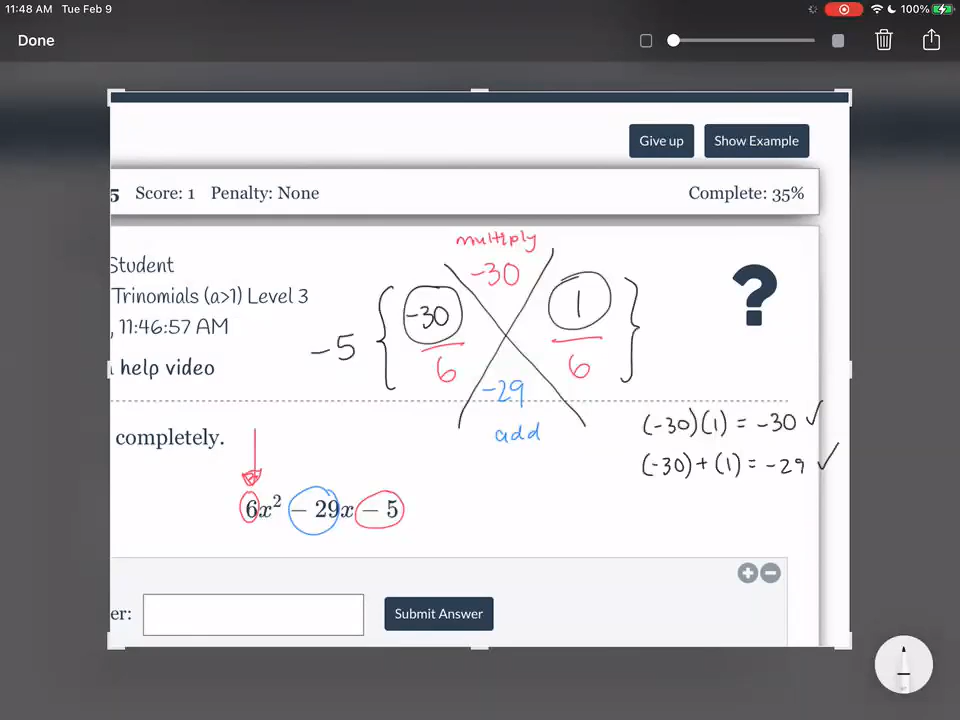 11:48 AM Tue Feb 9 100%
Done
Give up Show Example
5 Score: 1 Penalty: None Complete: 35%
Student
Trinomials (a>1) Level 3
, 11:46:57 AM
help video
multiply
-30
-5 { -30/6 1/6 }
-29
add
completely.
(-30)(1) = -30 ✓
(-30)+(1) = -29 ✓
6x² − 29x − 5
er: Submit Answer